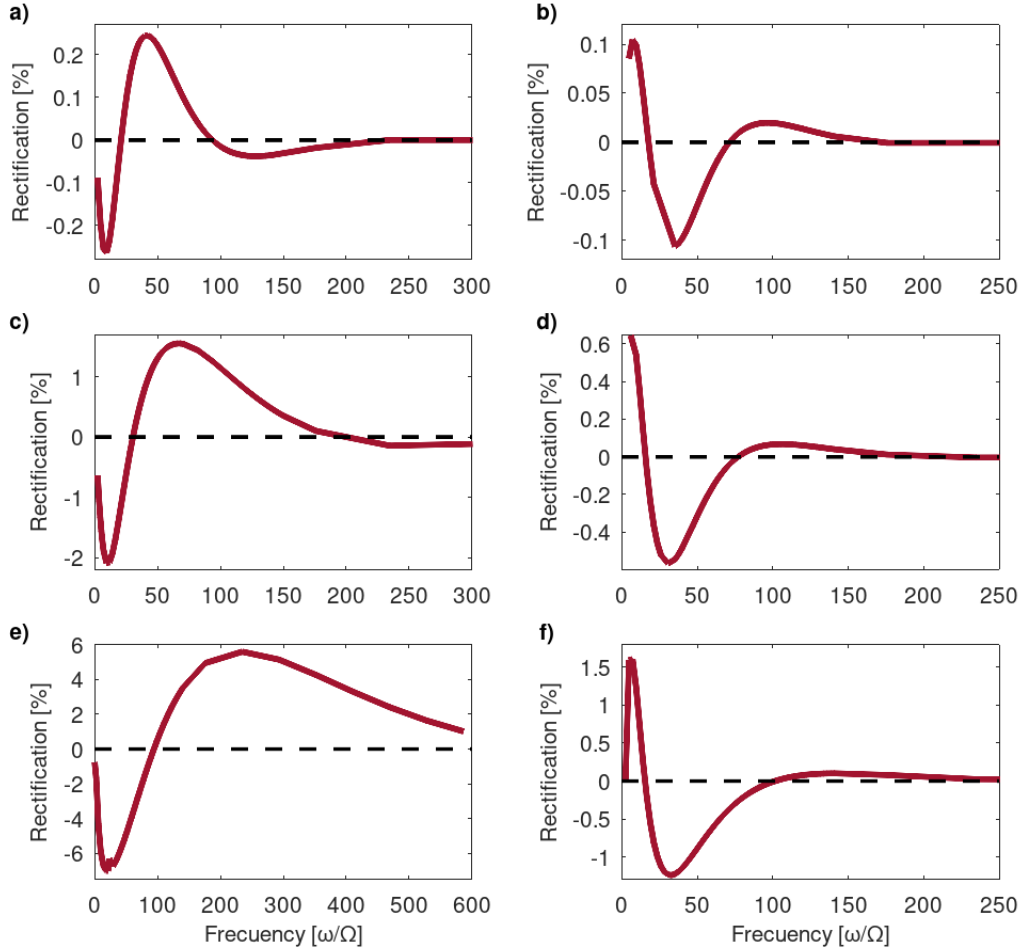 a)
Rectification [%]
0.2
0.1
0
-0.1
-0.2
0 50 100 150 200 250 300
b)
Rectification [%]
0.1
0.05
0
-0.05
-0.1
0 50 100 150 200 250
c)
Rectification [%]
1
0
-1
-2
0 50 100 150 200 250 300
d)
Rectification [%]
0.6
0.4
0.2
0
-0.2
-0.4
0 50 100 150 200 250
e)
Rectification [%]
6
4
2
0
-2
-4
-6
0 100 200 300 400 500 600
Frecuency [ω/Ω]
f)
Rectification [%]
1.5
1
0.5
0
-0.5
-1
0 50 100 150 200 250
Frecuency [ω/Ω]